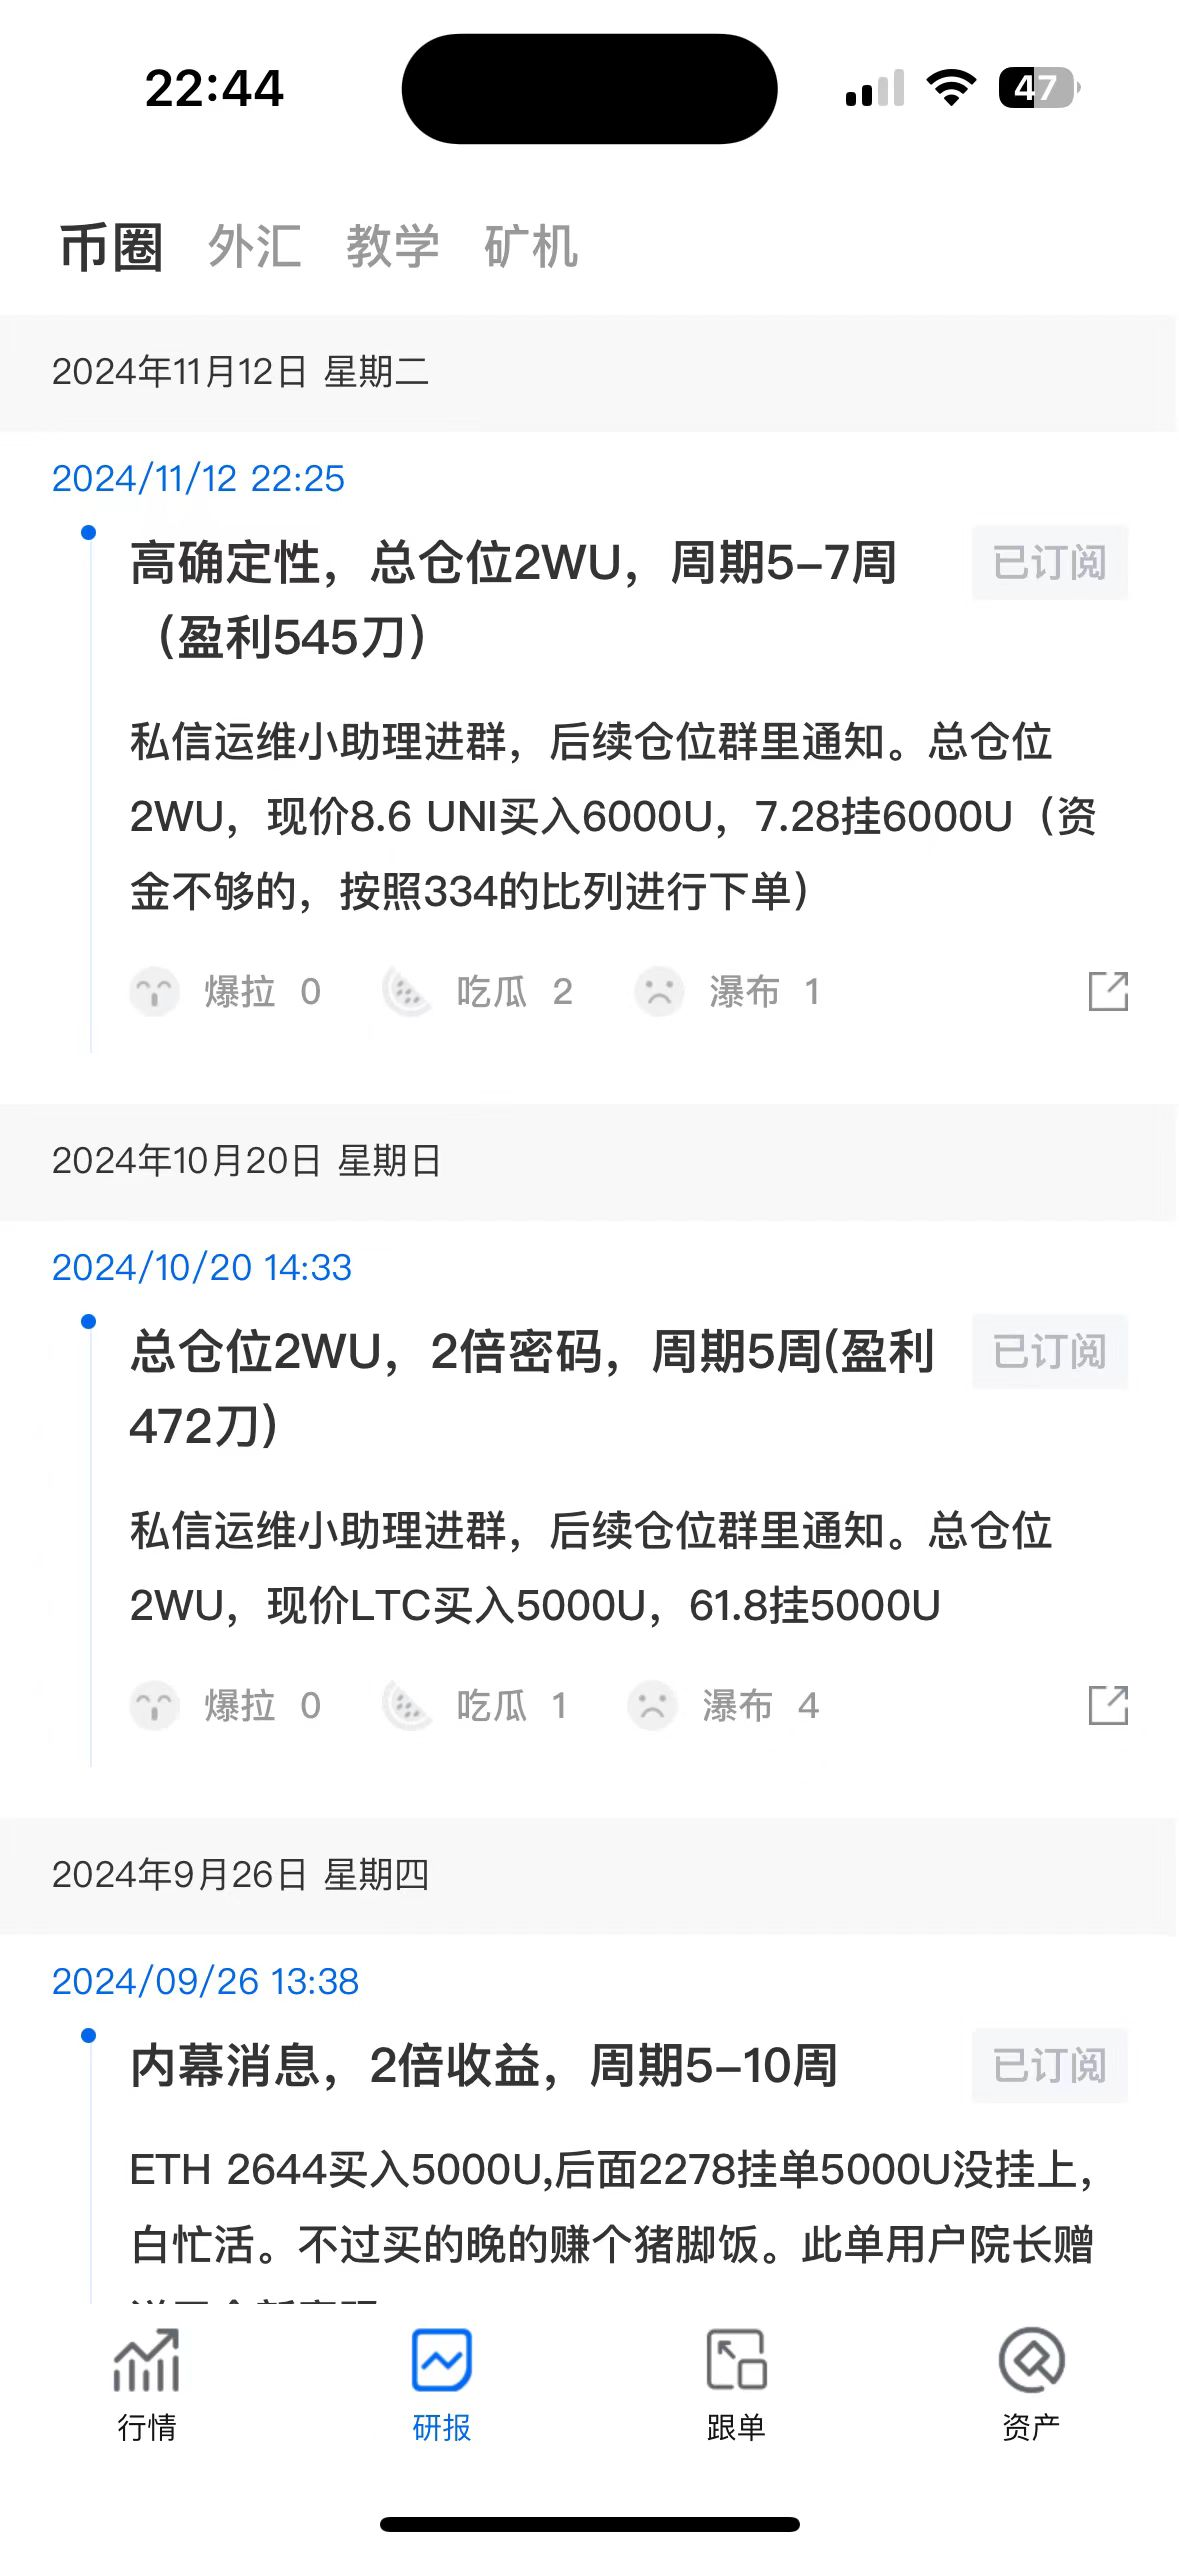 22:44
47
币圈 外汇 教学 矿机
2024年11月12日 星期二
2024/11/12 22:25
高确定性，总仓位2WU，周期5–7周
（盈利545刀）
已订阅
私信运维小助理进群，后续仓位群里通知。总仓位
2WU，现价8.6 UNI买入6000U，7.28挂6000U（资
金不够的，按照334的比列进行下单）
爆拉 0 吃瓜 2 瀑布 1
2024年10月20日 星期日
2024/10/20 14:33
总仓位2WU，2倍密码，周期5周(盈利
472刀)
已订阅
私信运维小助理进群，后续仓位群里通知。总仓位
2WU，现价LTC买入5000U，61.8挂5000U
爆拉 0 吃瓜 1 瀑布 4
2024年9月26日 星期四
2024/09/26 13:38
内幕消息，2倍收益，周期5–10周
已订阅
ETH 2644买入5000U,后面2278挂单5000U没挂上，
白忙活。不过买的晚的赚个猪脚饭。此单用户院长赠
行情 研报 跟单 资产